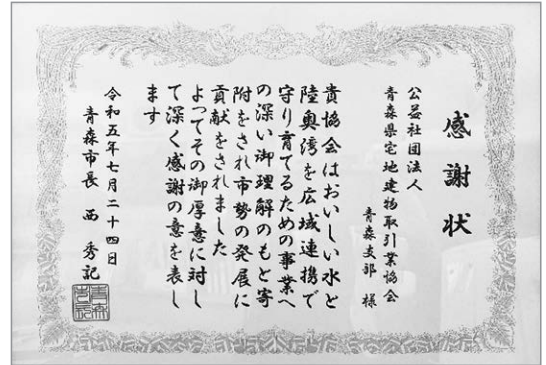 感謝状
公益社団法人
青森県宅地建物取引業協会
青森支部 様
貴協会はおいしい水と
陸奥湾を広域連携で
守り育てるための事業へ
の深い御理解のもと寄
附をされ市勢の発展に
貢献をされました
よってその御厚意に対し
て深く感謝の意を表し
ます
令和五年七月二十四日
青森市長 西 秀記